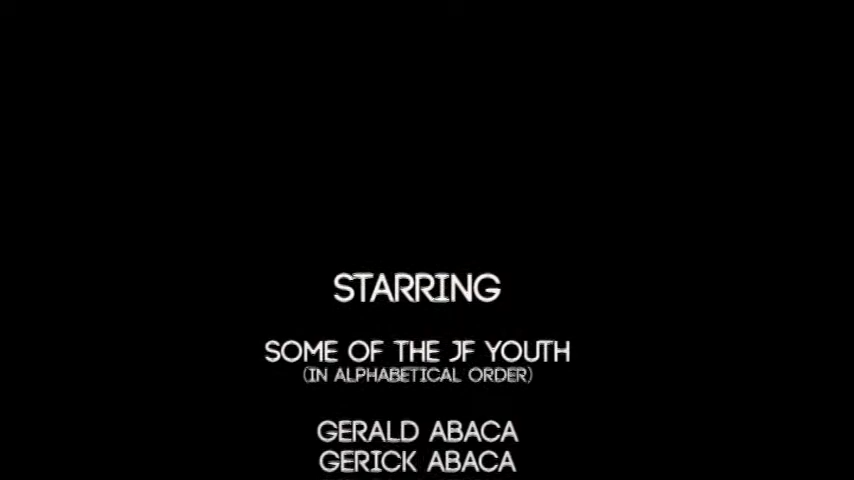 STARRING
SOME OF THE JF YOUTH
(IN ALPHABETICAL ORDER)
GERALD ABACA
GERICK ABACA